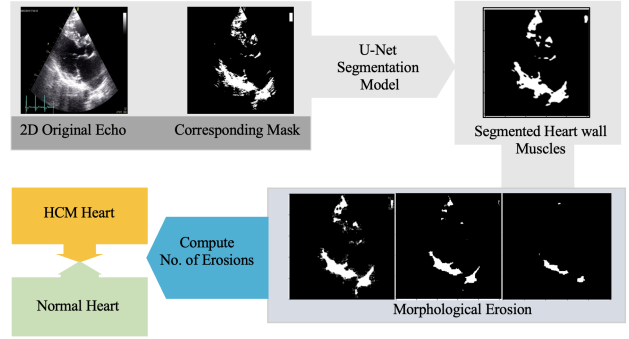 U-Net
Segmentation
Model
2D Original Echo
Corresponding Mask
Segmented Heart wall
Muscles
HCM Heart
Compute
No. of Erosions
Normal Heart
Morphological Erosion